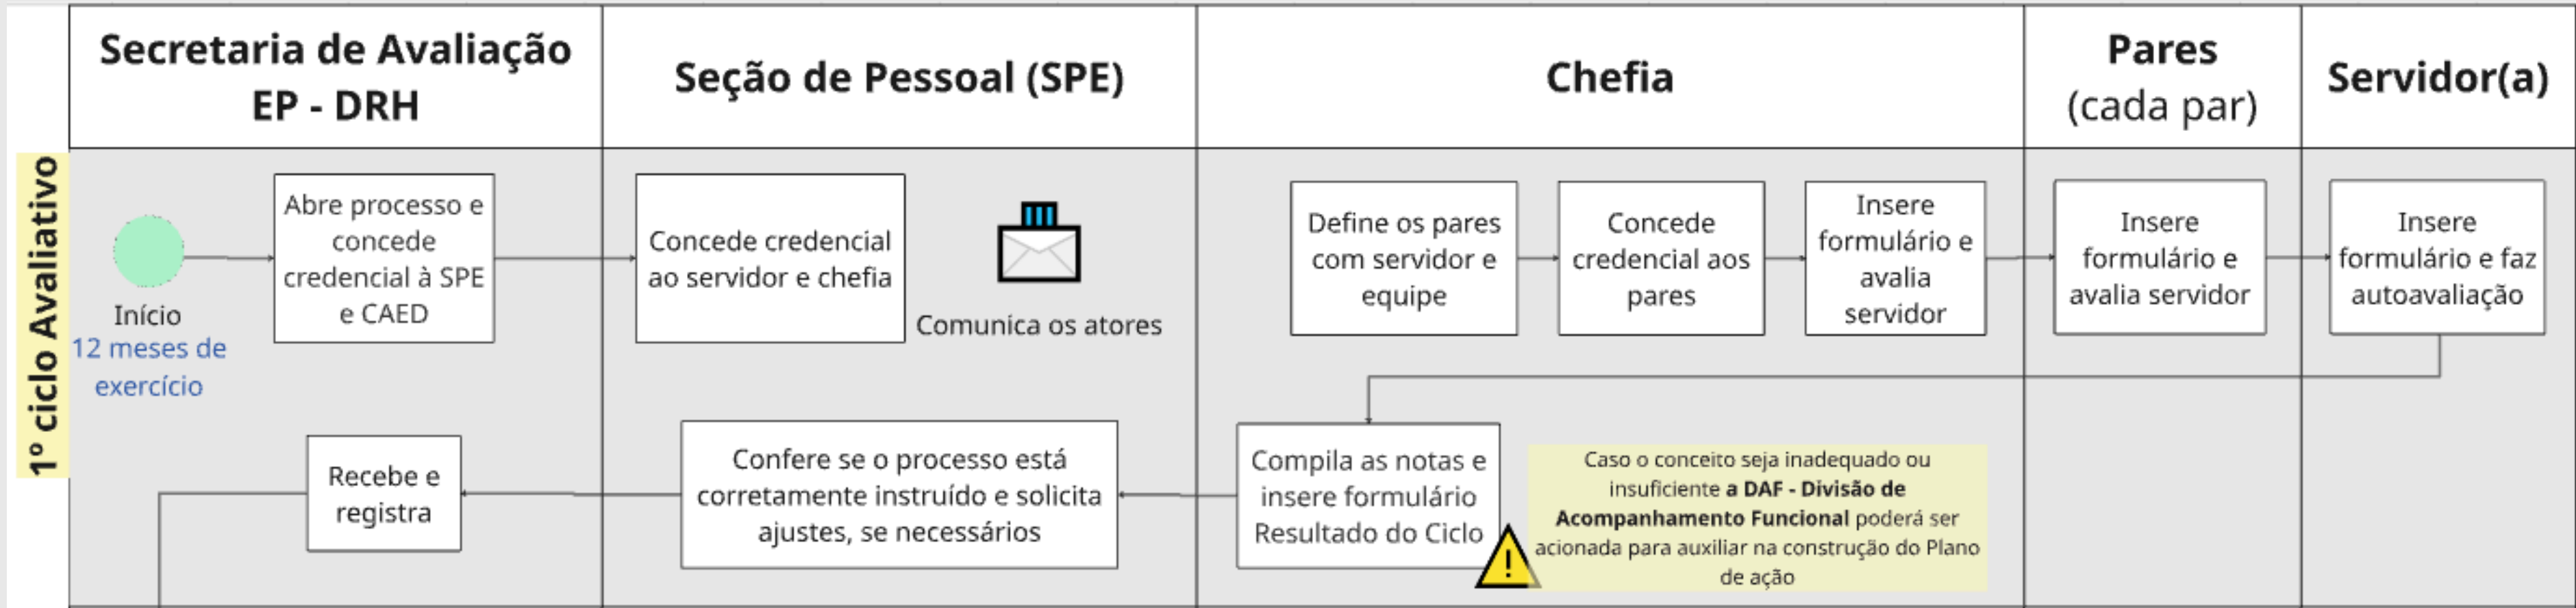 Secretaria de Avaliação
EP - DRH
Seção de Pessoal (SPE)
Chefia
Pares
(cada par)
Servidor(a)
1º ciclo Avaliativo
Início
12 meses de
exercício
Abre processo e
concede
credencial à SPE
e CAED
Concede credencial
ao servidor e chefia
Comunica os atores
Define os pares
com servidor e
equipe
Concede
credencial aos
pares
Insere
formulário e
avalia
servidor
Insere
formulário e
avalia servidor
Insere
formulário e faz
autoavaliação
Compila as notas e
insere formulário
Resultado do Ciclo
Caso o conceito seja inadequado ou
insuficiente a DAF - Divisão de
Acompanhamento Funcional poderá ser
acionada para auxiliar na construção do Plano
de ação
Confere se o processo está
corretamente instruído e solicita
ajustes, se necessários
Recebe e
registra